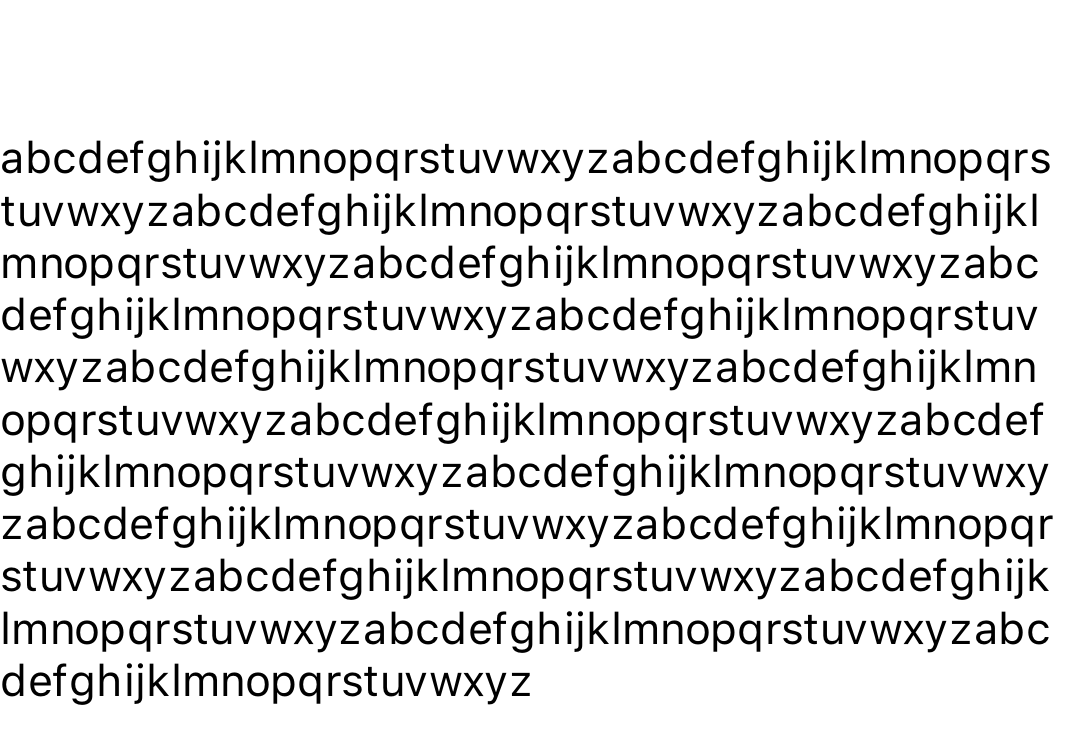 abcdefghijklmnopqrstuvwxyzabcdefghijklmnopqrs
tuvwxyzabcdefghijklmnopqrstuvwxyzabcdefghijkl
mnopqrstuvwxyzabcdefghijklmnopqrstuvwxyzabc
defghijklmnopqrstuvwxyzabcdefghijklmnopqrstuv
wxyzabcdefghijklmnopqrstuvwxyzabcdefghijklmn
opqrstuvwxyzabcdefghijklmnopqrstuvwxyzabcdef
ghijklmnopqrstuvwxyzabcdefghijklmnopqrstuvwxy
zabcdefghijklmnopqrstuvwxyzabcdefghijklmnopqr
stuvwxyzabcdefghijklmnopqrstuvwxyzabcdefghijk
lmnopqrstuvwxyzabcdefghijklmnopqrstuvwxyzabc
defghijklmnopqrstuvwxyz